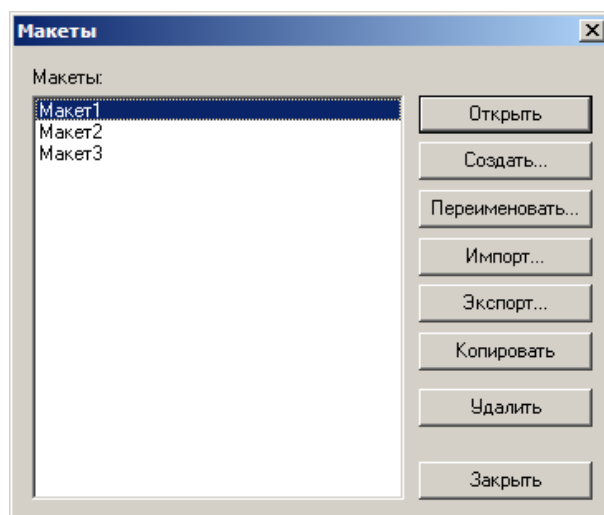 Макеты
Макеты:
Макет1
Макет2
Макет3
Открыть
Создать...
Переименовать...
Импорт...
Экспорт...
Копировать
Удалить
Закрыть